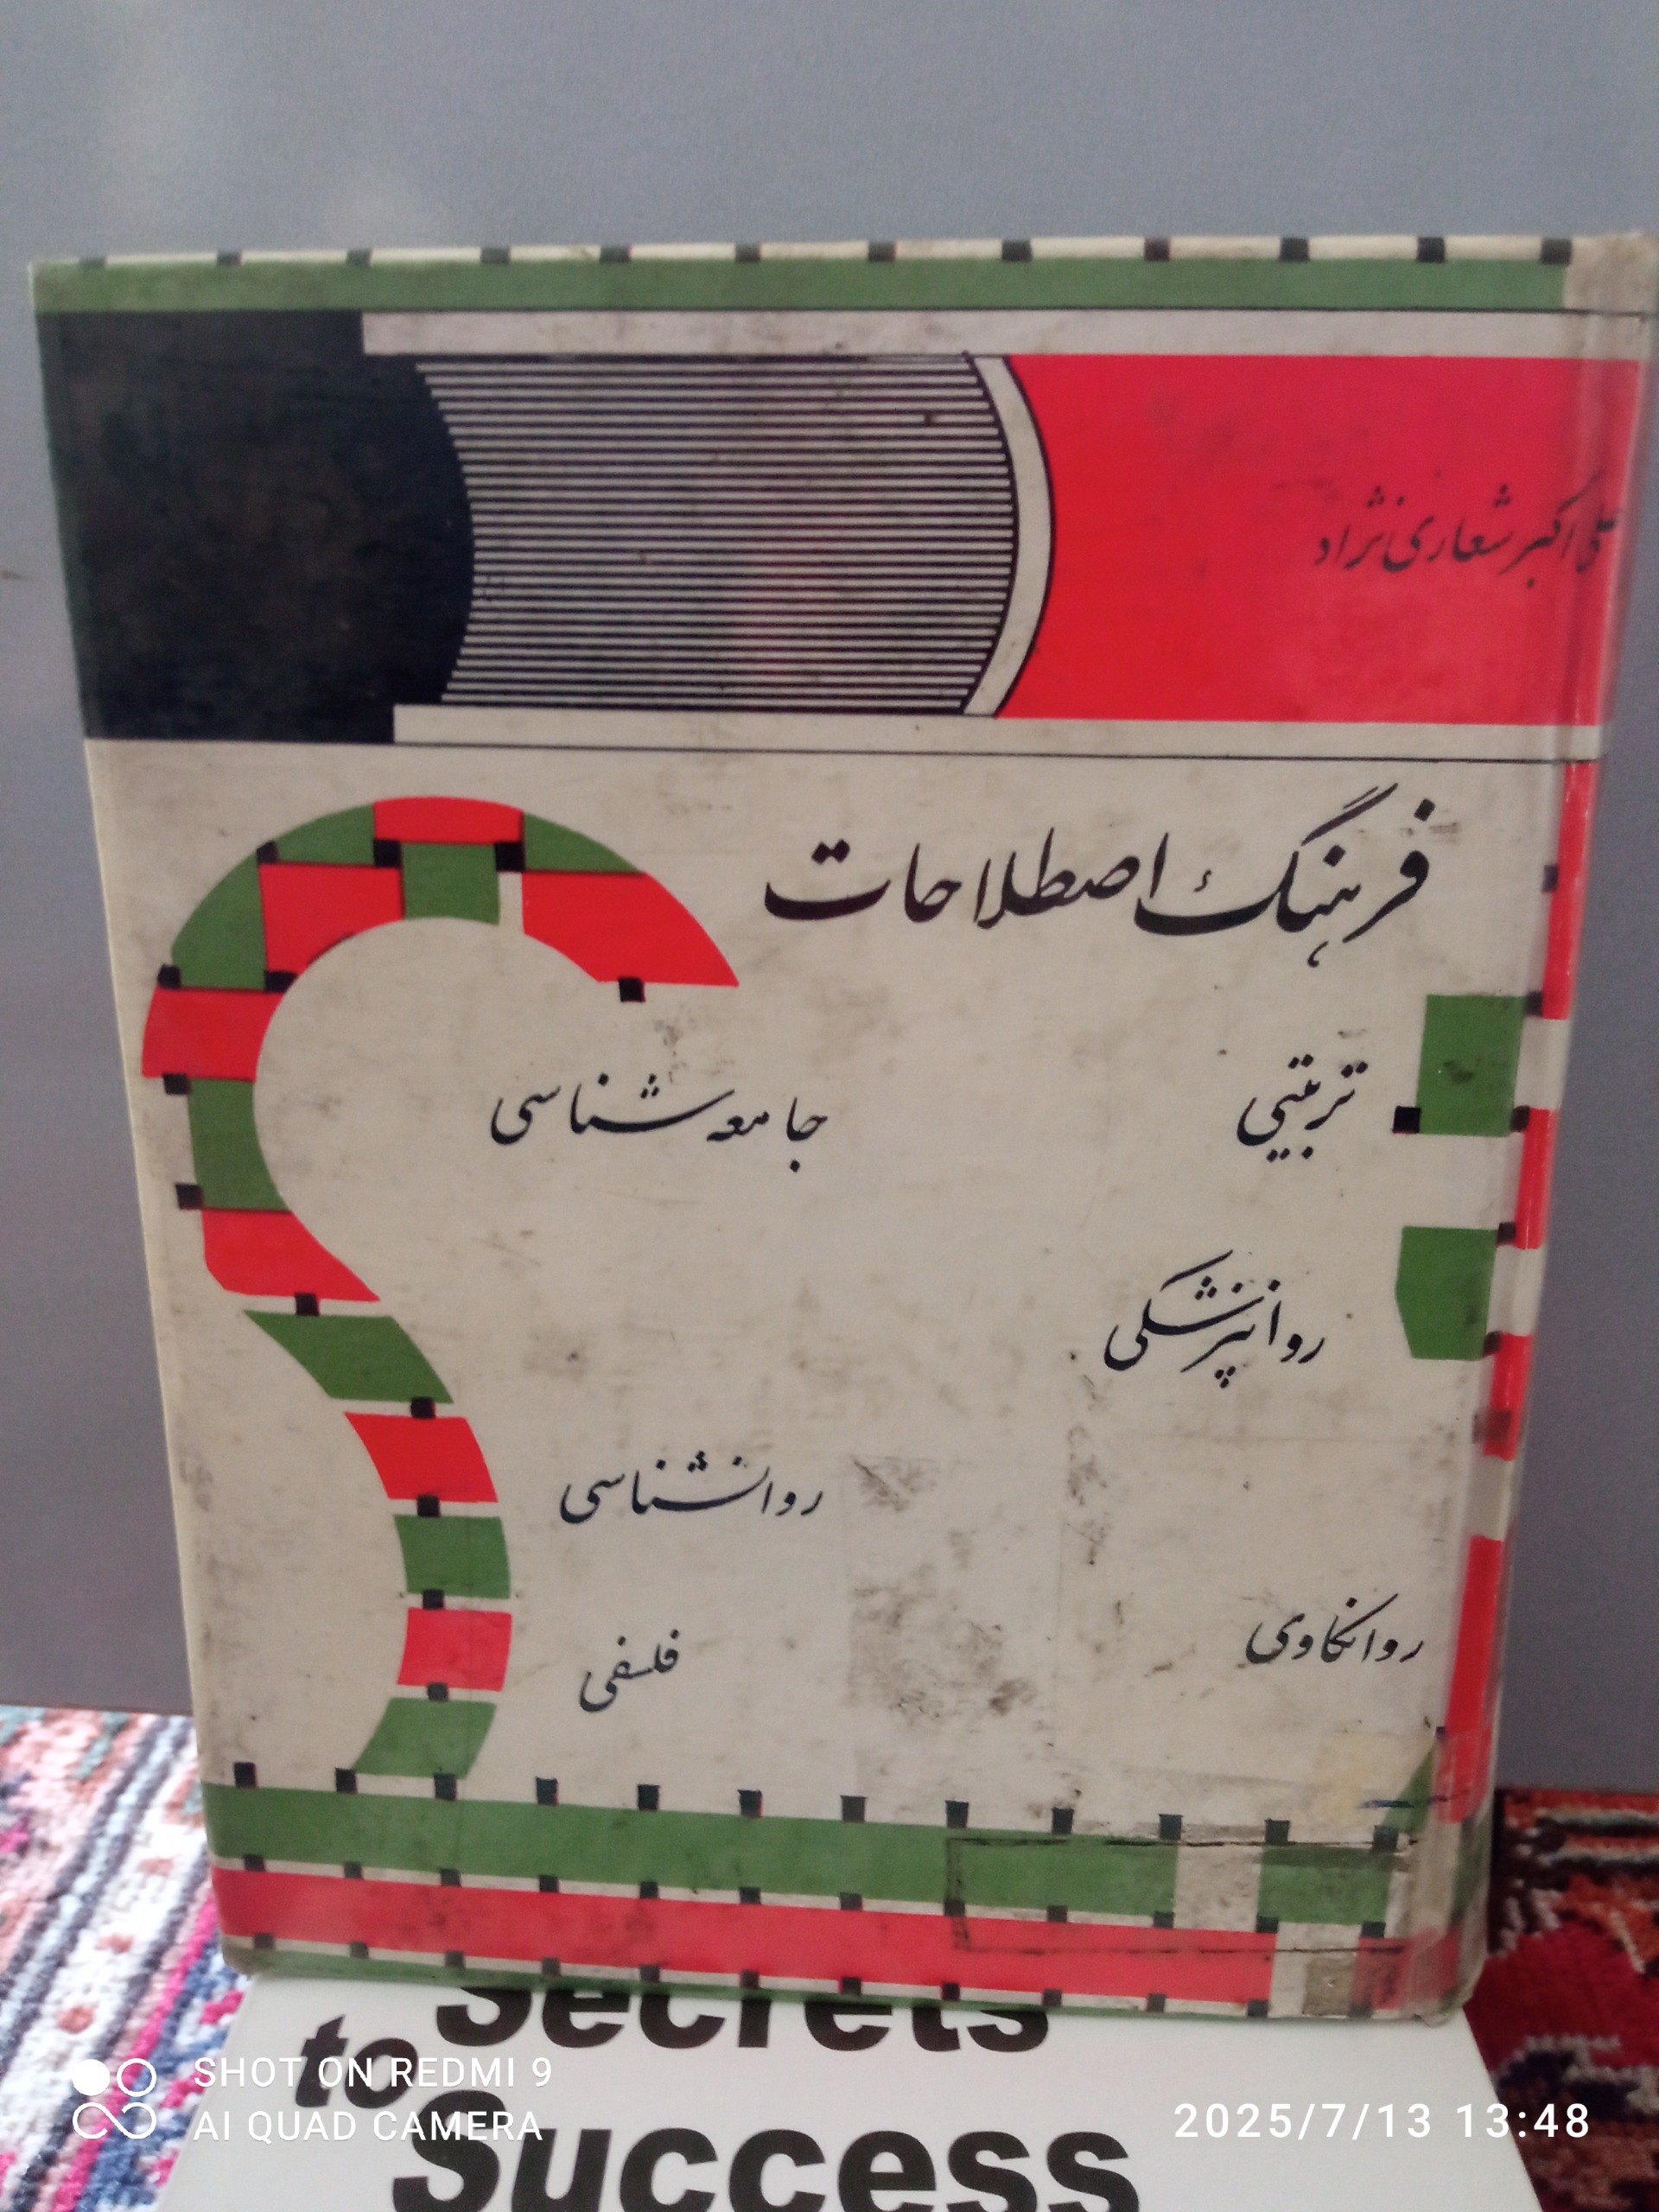 علی اکبر شعاری نژاد
فرهنگ اصطلاحات
تربیتی
جامعه شناسی
روانپزشکی
روانشناسی
روانکاوی
فلسفی
Secrets
to
Success
SHOT ON REDMI 9
AI QUAD CAMERA
2025/7/13 13:48